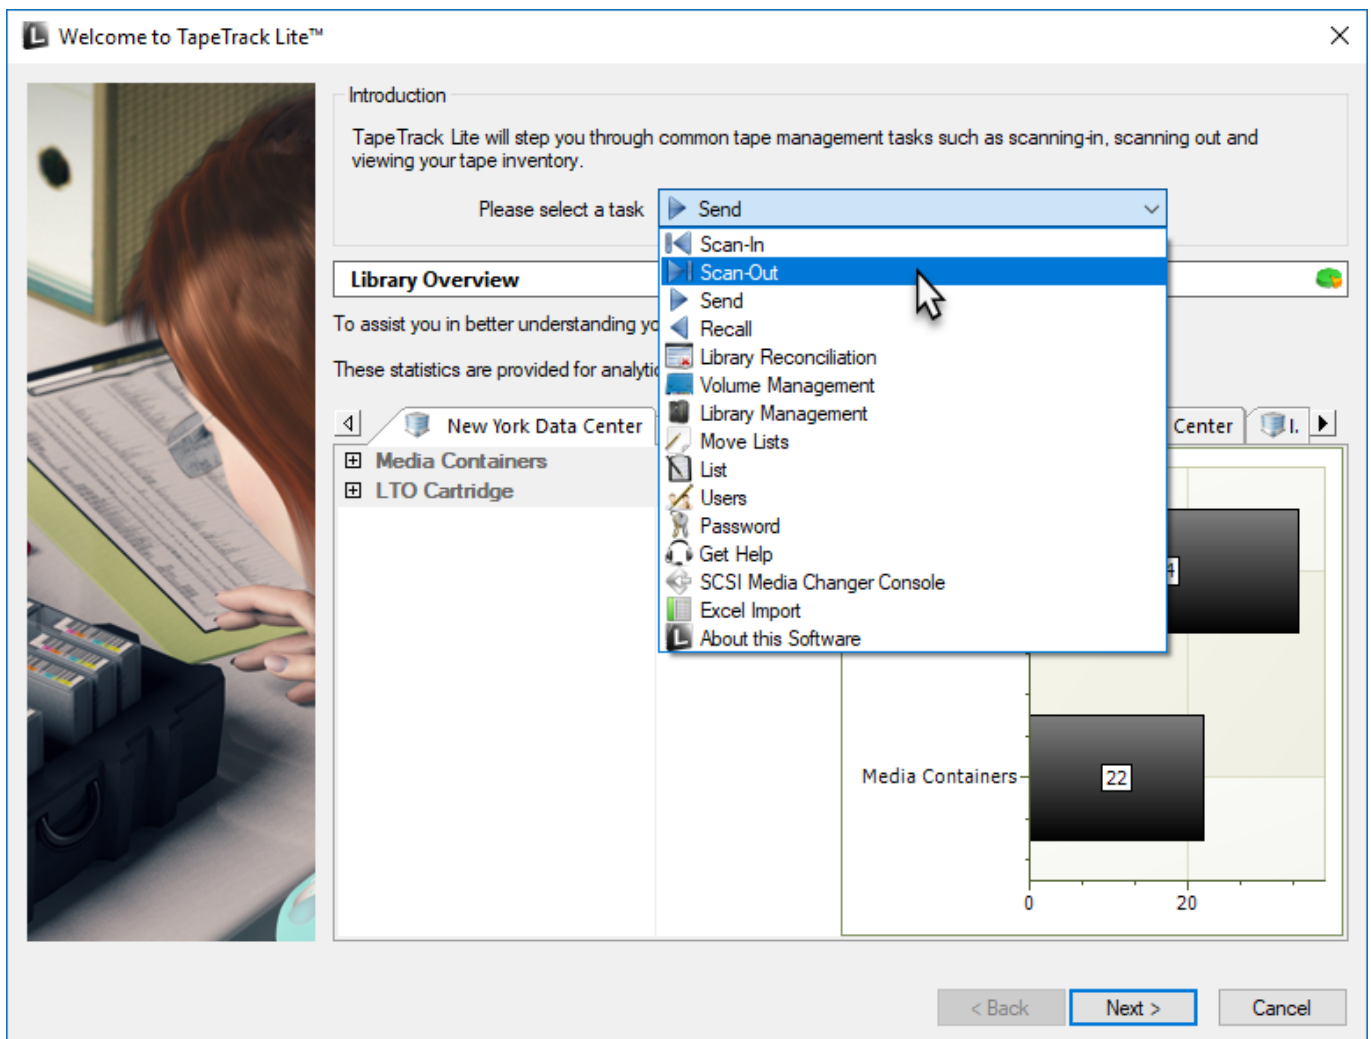 Welcome to TapeTrack Lite™
Introduction
TapeTrack Lite will step you through common tape management tasks such as scanning-in, scanning out and
viewing your tape inventory.
Please select a task
Send
Scan-In
Scan-Out
Send
Recall
Library Reconciliation
Volume Management
Library Management
Move Lists
List
Users
Password
Get Help
SCSI Media Changer Console
Excel Import
About this Software
Library Overview
To assist you in better understanding
These statistics are provided for
New York Data Center
Center
I.
Media Containers
LTO Cartridge
4
Media Containers
22
0
20
< Back
Next >
Cancel